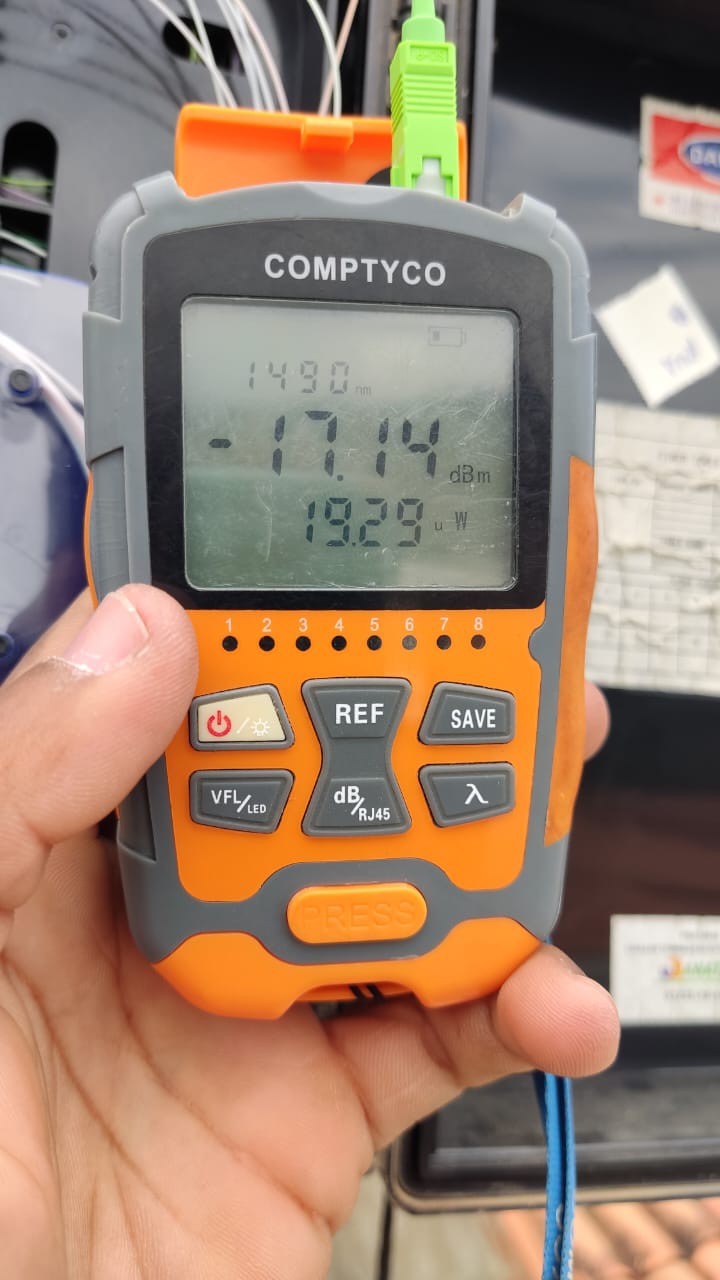 COMPTYCO
1490 nm
-17.14 dBm
19.29 uW
1 2 3 4 5 6 7 8
REF
SAVE
VFL/LED
dB/RJ45
λ
PRESS